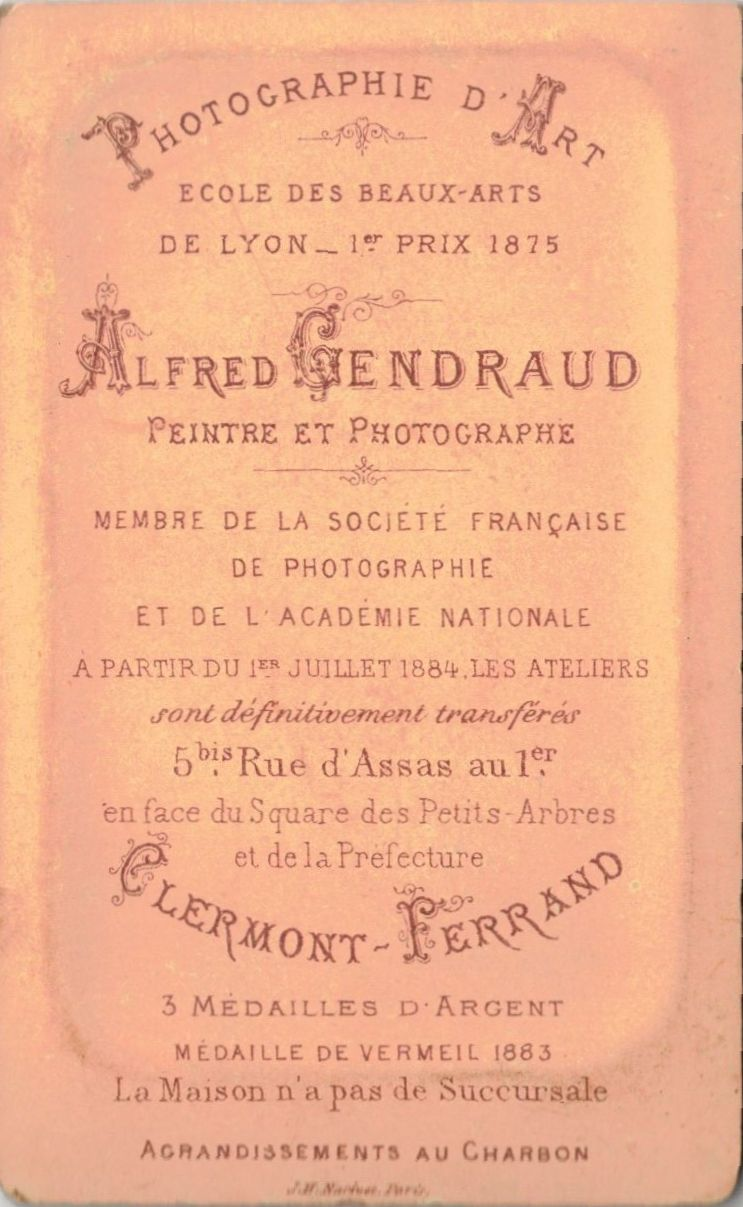 PHOTOGRAPHIE D'ART
ECOLE DES BEAUX-ARTS
DE LYON _ 1er PRIX 1875
ALFRED GENDRAUD
PEINTRE ET PHOTOGRAPHE
MEMBRE DE LA SOCIÉTÉ FRANÇAISE
DE PHOTOGRAPHIE
ET DE L'ACADÉMIE NATIONALE
À PARTIR DU 1ER JUILLET 1884, LES ATELIERS
sont définitivement transférés
5bis Rue d'Assas au 1er
en face du Square des Petits-Arbres
et de la Préfecture
CLERMONT-FERRAND
3 MÉDAILLES D'ARGENT
MÉDAILLE DE VERMEIL 1883
La Maison n'a pas de Succursale
AGRANDISSEMENTS AU CHARBON
Paris